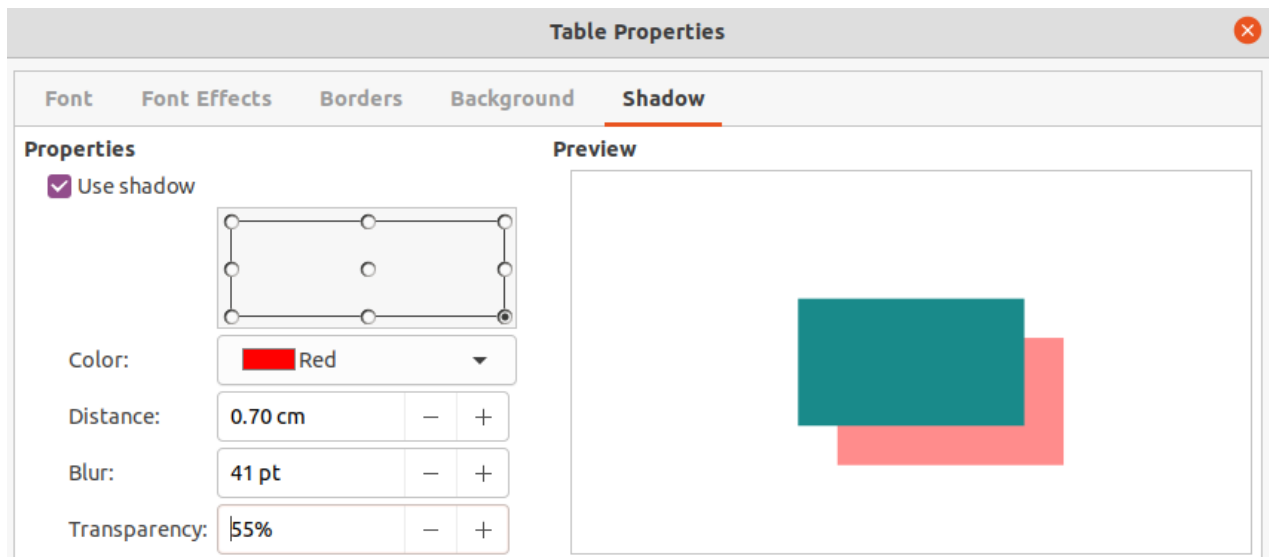 Table Properties
Font Font Effects Borders Background Shadow
Properties
Preview
Use shadow
Color: Red
Distance: 0.70 cm
Blur: 41 pt
Transparency: 55%